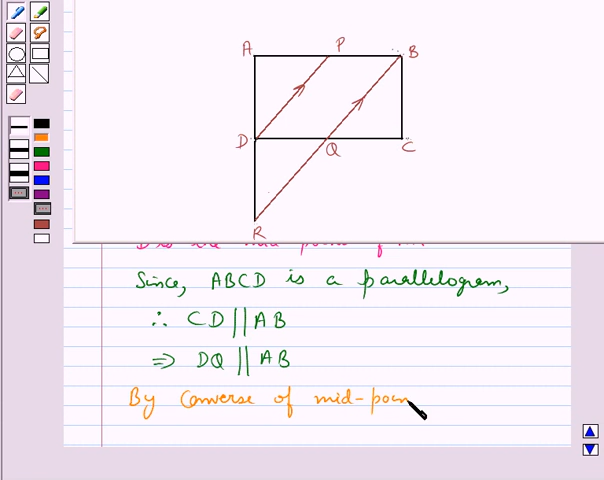 A P B
D Q C
R
Since, ABCD is a parallelogram,
∴ CD || AB
⇒ DQ || AB
By Converse of mid-poin